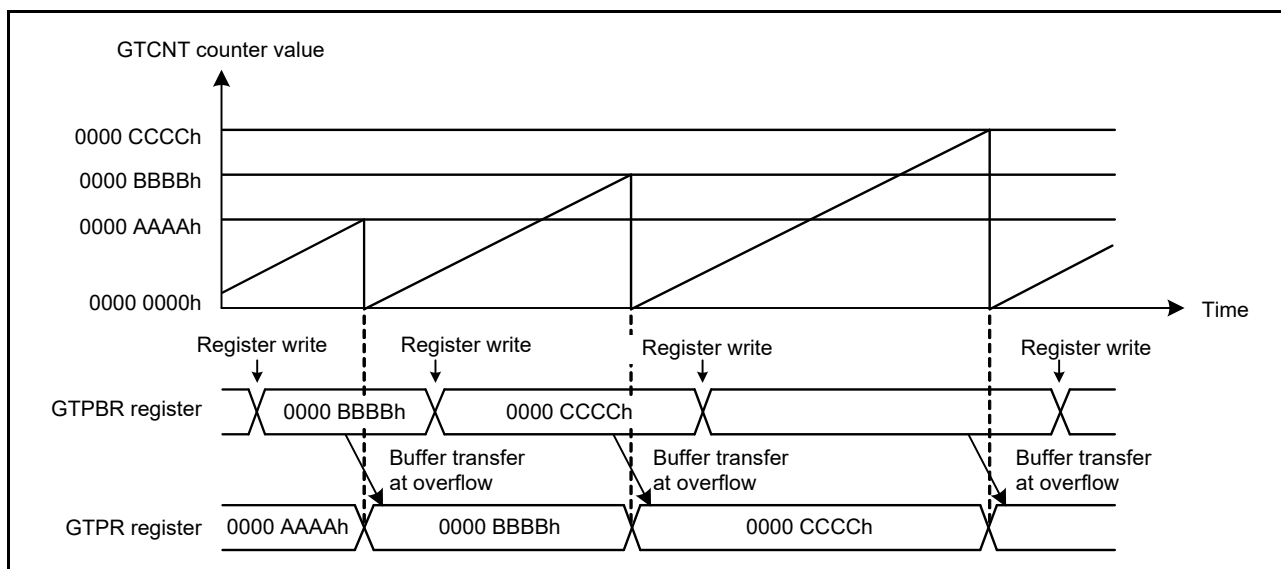 GTCNT counter value
0000 CCCCh
0000 BBBBh
0000 AAAAh
0000 0000h
Time
Register write
Register write
Register write
Register write
GTPBR register
0000 BBBBh
0000 CCCCh
Buffer transfer
at overflow
Buffer transfer
at overflow
Buffer transfer
at overflow
GTPR register
0000 AAAAh
0000 BBBBh
0000 CCCCh